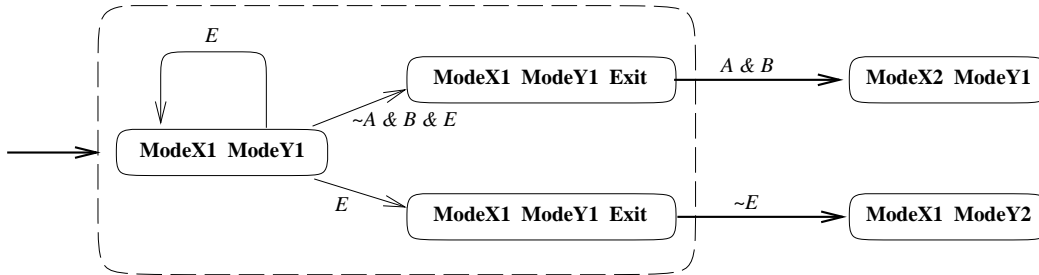 E
ModeX1 ModeY1 Exit
A & B
ModeX2 ModeY1
~A & B & E
ModeX1 ModeY1
E
ModeX1 ModeY1 Exit
~E
ModeX1 ModeY2